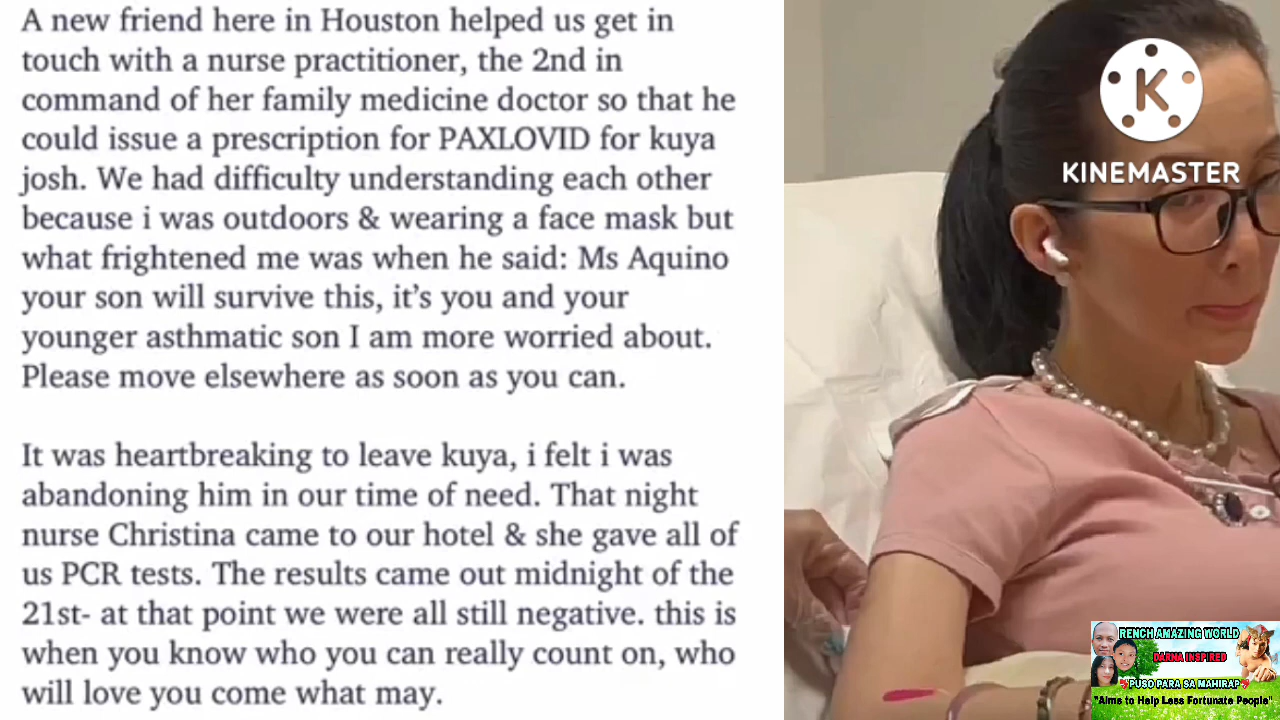 A new friend here in Houston helped us get in
touch with a nurse practitioner, the 2nd in
command of her family medicine doctor so that he
could issue a prescription for PAXLOVID for kuya
josh. We had difficulty understanding each other
because i was outdoors & wearing a face mask but
what frightened me was when he said: Ms Aquino
your son will survive this, it's you and your
younger asthmatic son I am more worried about.
Please move elsewhere as soon as you can.
It was heartbreaking to leave kuya, i felt i was
abandoning him in our time of need. That night
nurse Christina came to our hotel & she gave all of
us PCR tests. The results came out midnight of the
21st- at that point we were all still negative. this is
when you know who you can really count on, who
will love you come what may.
K
KINEMASTER
RENCH AMAZING WORLD
DARNA INSPIRED
PUSO PARA SA MAHIRAP
"Aims to Help Less Fortunate People"